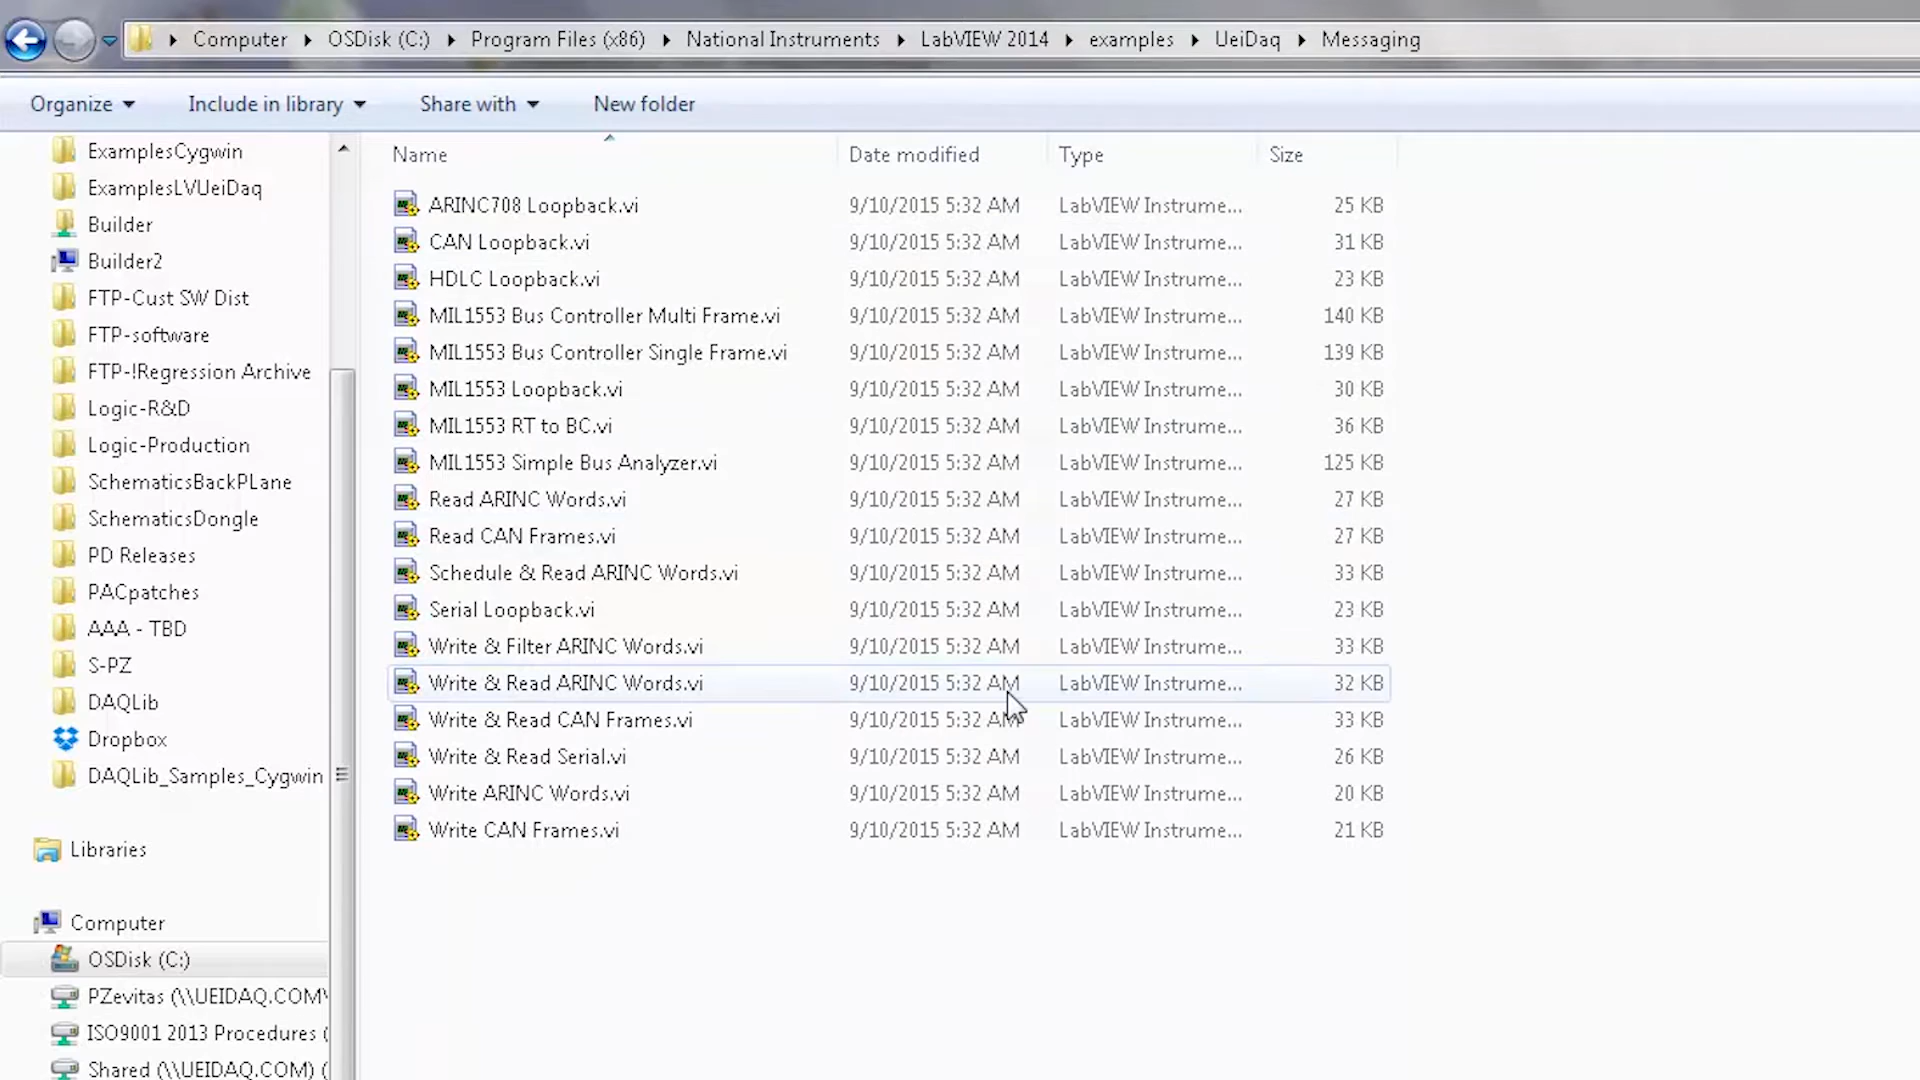 Computer OSDisk (C:) Program Files (x86) National Instruments LabVIEW 2014 examples UeiDaq Messaging
Organize Include in library Share with New folder
ExamplesCygwin
ExamplesLVUeiDaq
Builder
Builder2
FTP-Cust SW Dist
FTP-software
FTP-!Regression Archive
Logic-R&D
Logic-Production
SchematicsBackPLane
SchematicsDongle
PD Releases
PACpatches
AAA - TBD
S-PZ
DAQLib
Dropbox
DAQLib_Samples_Cygwin
Libraries
Computer
OSDisk (C:)
PZevitas (\\UEIDAQ.COM\
ISO9001 2013 Procedures (
Shared (\\UEIDAQ.COM) (
Name Date modified Type Size
ARINC708 Loopback.vi 9/10/2015 5:32 AM LabVIEW Instrume... 25 KB
CAN Loopback.vi 9/10/2015 5:32 AM LabVIEW Instrume... 31 KB
HDLC Loopback.vi 9/10/2015 5:32 AM LabVIEW Instrume... 23 KB
MIL1553 Bus Controller Multi Frame.vi 9/10/2015 5:32 AM LabVIEW Instrume... 140 KB
MIL1553 Bus Controller Single Frame.vi 9/10/2015 5:32 AM LabVIEW Instrume... 139 KB
MIL1553 Loopback.vi 9/10/2015 5:32 AM LabVIEW Instrume... 30 KB
MIL1553 RT to BC.vi 9/10/2015 5:32 AM LabVIEW Instrume... 36 KB
MIL1553 Simple Bus Analyzer.vi 9/10/2015 5:32 AM LabVIEW Instrume... 125 KB
Read ARINC Words.vi 9/10/2015 5:32 AM LabVIEW Instrume... 27 KB
Read CAN Frames.vi 9/10/2015 5:32 AM LabVIEW Instrume... 27 KB
Schedule & Read ARINC Words.vi 9/10/2015 5:32 AM LabVIEW Instrume... 33 KB
Serial Loopback.vi 9/10/2015 5:32 AM LabVIEW Instrume... 23 KB
Write & Filter ARINC Words.vi 9/10/2015 5:32 AM LabVIEW Instrume... 33 KB
Write & Read ARINC Words.vi 9/10/2015 5:32 AM LabVIEW Instrume... 32 KB
Write & Read CAN Frames.vi 9/10/2015 5:32 AM LabVIEW Instrume... 33 KB
Write & Read Serial.vi 9/10/2015 5:32 AM LabVIEW Instrume... 26 KB
Write ARINC Words.vi 9/10/2015 5:32 AM LabVIEW Instrume... 20 KB
Write CAN Frames.vi 9/10/2015 5:32 AM LabVIEW Instrume... 21 KB